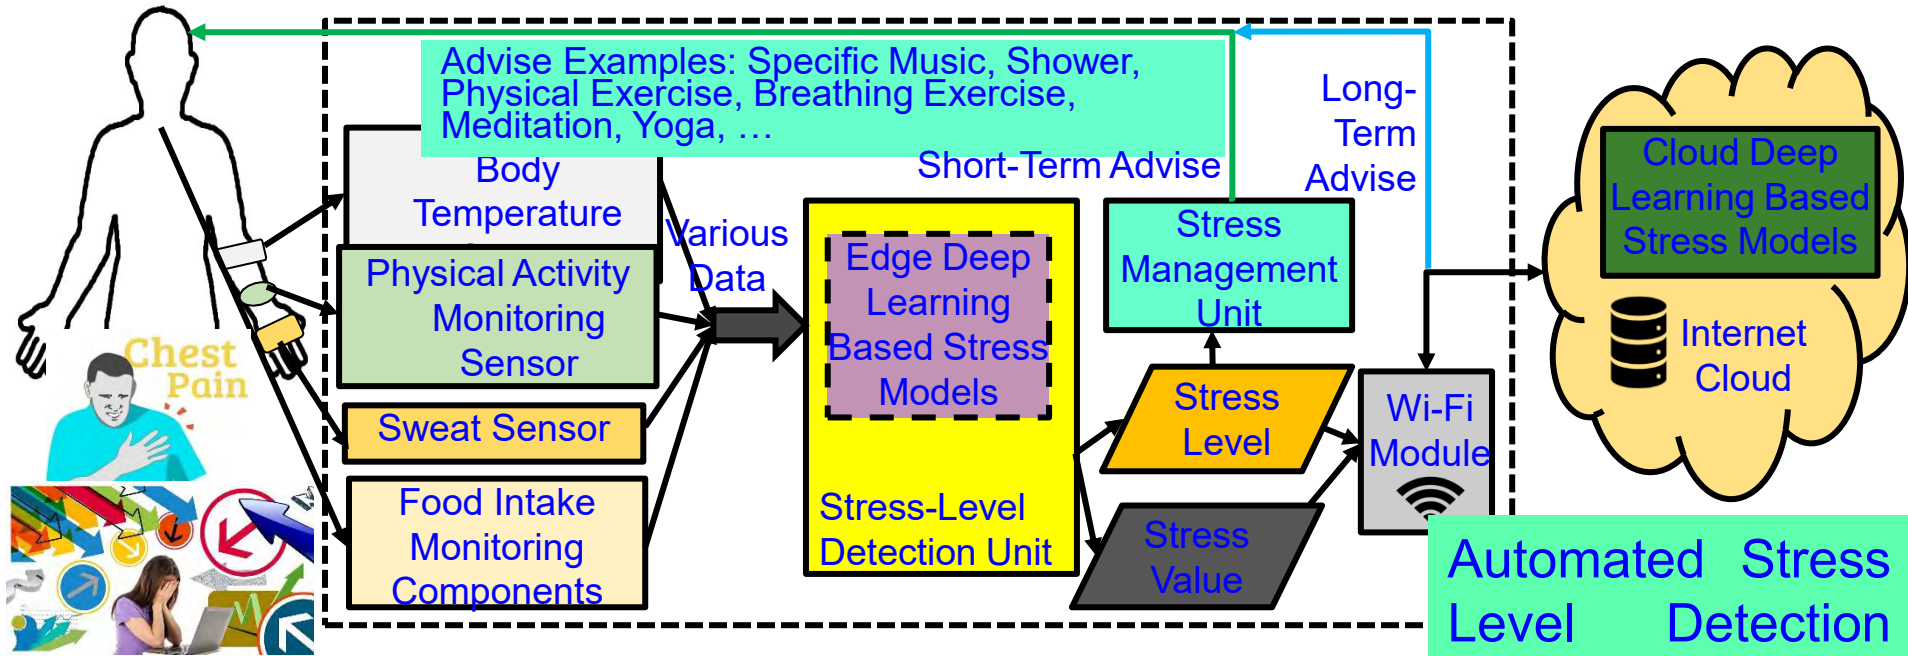 Advise Examples: Specific Music, Shower,
Physical Exercise, Breathing Exercise,
Meditation, Yoga, …
Body
Temperature
Physical Activity
Monitoring
Sensor
Sweat Sensor
Food Intake
Monitoring
Components
Various
Data
Edge Deep
Learning
Based Stress
Models
Stress-Level
Detection Unit
Short-Term Advise
Stress
Management
Unit
Stress
Level
Stress
Value
Long-
Term
Advise
Wi-Fi
Module
Cloud Deep
Learning Based
Stress Models
Internet
Cloud
Chest
Pain
Automated Stress
Level Detection